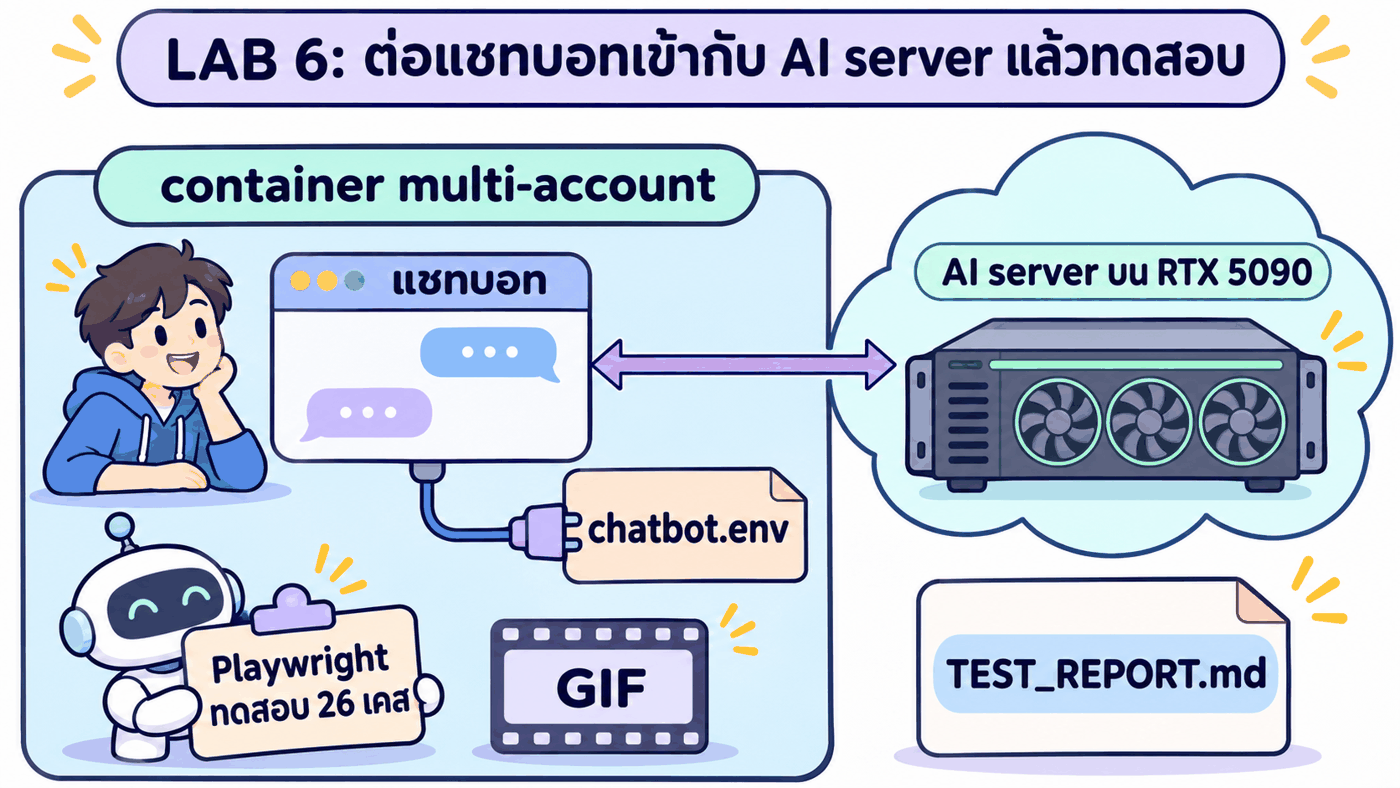 LAB 6: ต่อแชทบอทเข้ากับ AI server แล้วทดสอบ
container multi-account
แชทบอท
AI server บน RTX 5090
chatbot.env
Playwright
ทดสอบ 26 เคส
GIF
TEST_REPORT.md